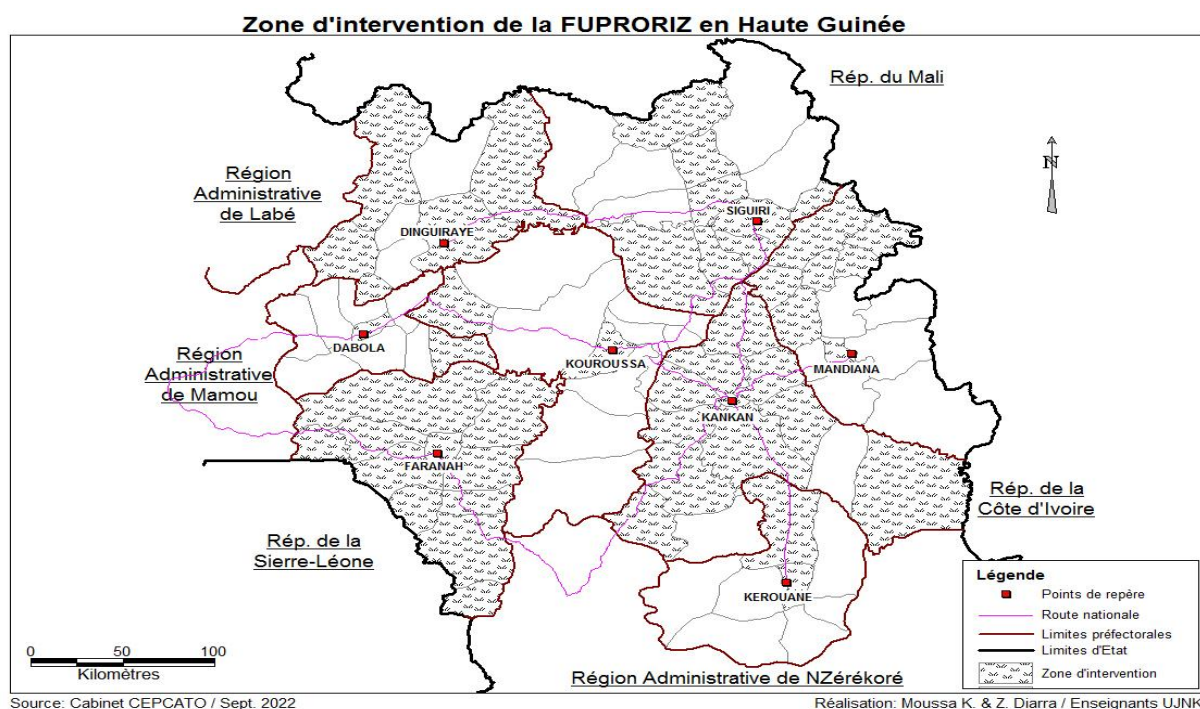 Zone d'intervention de la FUPRORIZ en Haute Guinée
Rép. du Mali
N
Région
Administrative
de Labé
SIGUIRI
DINGUIRAYE
DABOLA
KOUROUSSA
MANDIANA
Région
Administrative
de Mamou
KANKAN
FARANAH
Rép. de la
Côte d'Ivoire
Rép. de la
Sierre-Léone
KEROUANE
Légende
Points de repère
Route nationale
Limites préfectorales
Limites d'Etat
Zone d'intervention
0 50 100
Kilomètres
Région Administrative de NZérékoré
Source: Cabinet CEPCATO / Sept. 2022
Réalisation: Moussa K. & Z. Diarra / Enseignants UJNK